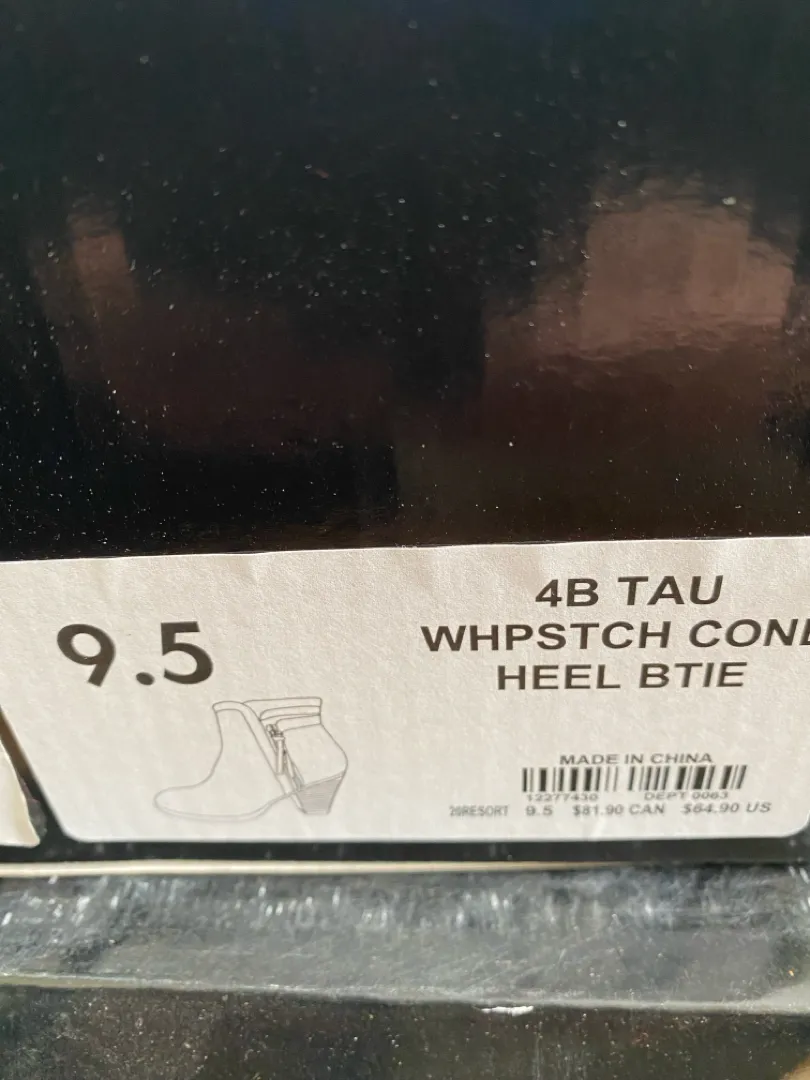 9.5
4B TAU
WHPSTCH CONE
HEEL BTIE
MADE IN CHINA
12277430 DEPT 0063
20RESORT 9.5 $81.90 CAN $64.90 US